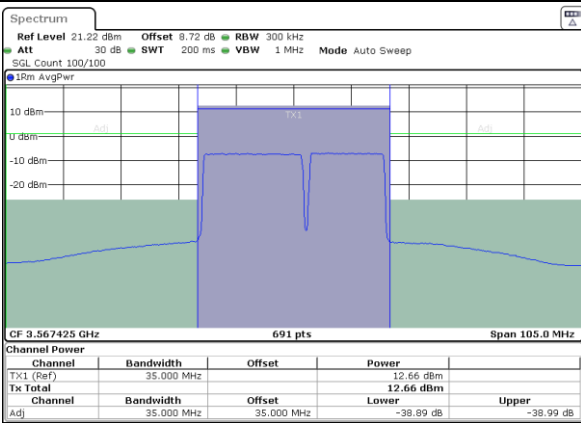 Spectrum
Ref Level 21.22 dBm Offset 8.72 dB RBW 300 kHz
Att 30 dB SWT 200 ms VBW 1 MHz Mode Auto Sweep
SGL Count 100/100
1Rm AvgPwr
10 dBm
TX1
Adj Adj
0 dBm
-10 dBm
-20 dBm
CF 3.567425 GHz 691 pts Span 105.0 MHz
Channel Power
Channel Bandwidth Offset Power
TX1 (Ref) 35.000 MHz 12.66 dBm
Tx Total 12.66 dBm
Channel Bandwidth Offset Lower Upper
Adj 35.000 MHz 35.000 MHz -38.89 dB -38.99 dB